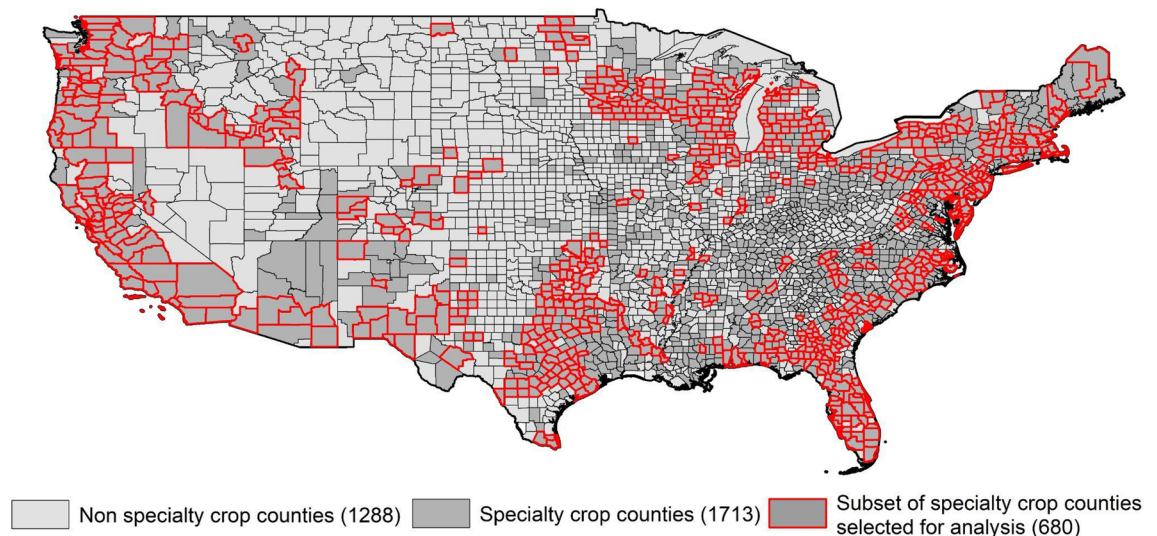 Non specialty crop counties (1288)
Specialty crop counties (1713)
Subset of specialty crop counties
selected for analysis (680)